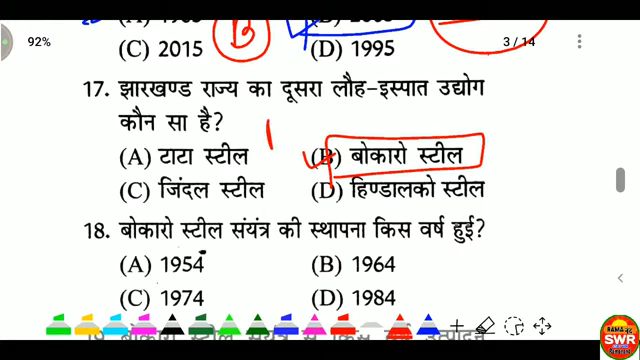 92%
3/14
(C) 2015 (D) 1995
B
17. झारखण्ड राज्य का दूसरा लौह-इस्पात उद्योग
कौन सा है?
(A) टाटा स्टील (B) बोकारो स्टील
(C) जिंदल स्टील (D) हिण्डालको स्टील
18. बोकारो स्टील संयंत्र की स्थापना किस वर्ष हुई?
(A) 1954 (B) 1964
(C) 1974 (D) 1984
SWR